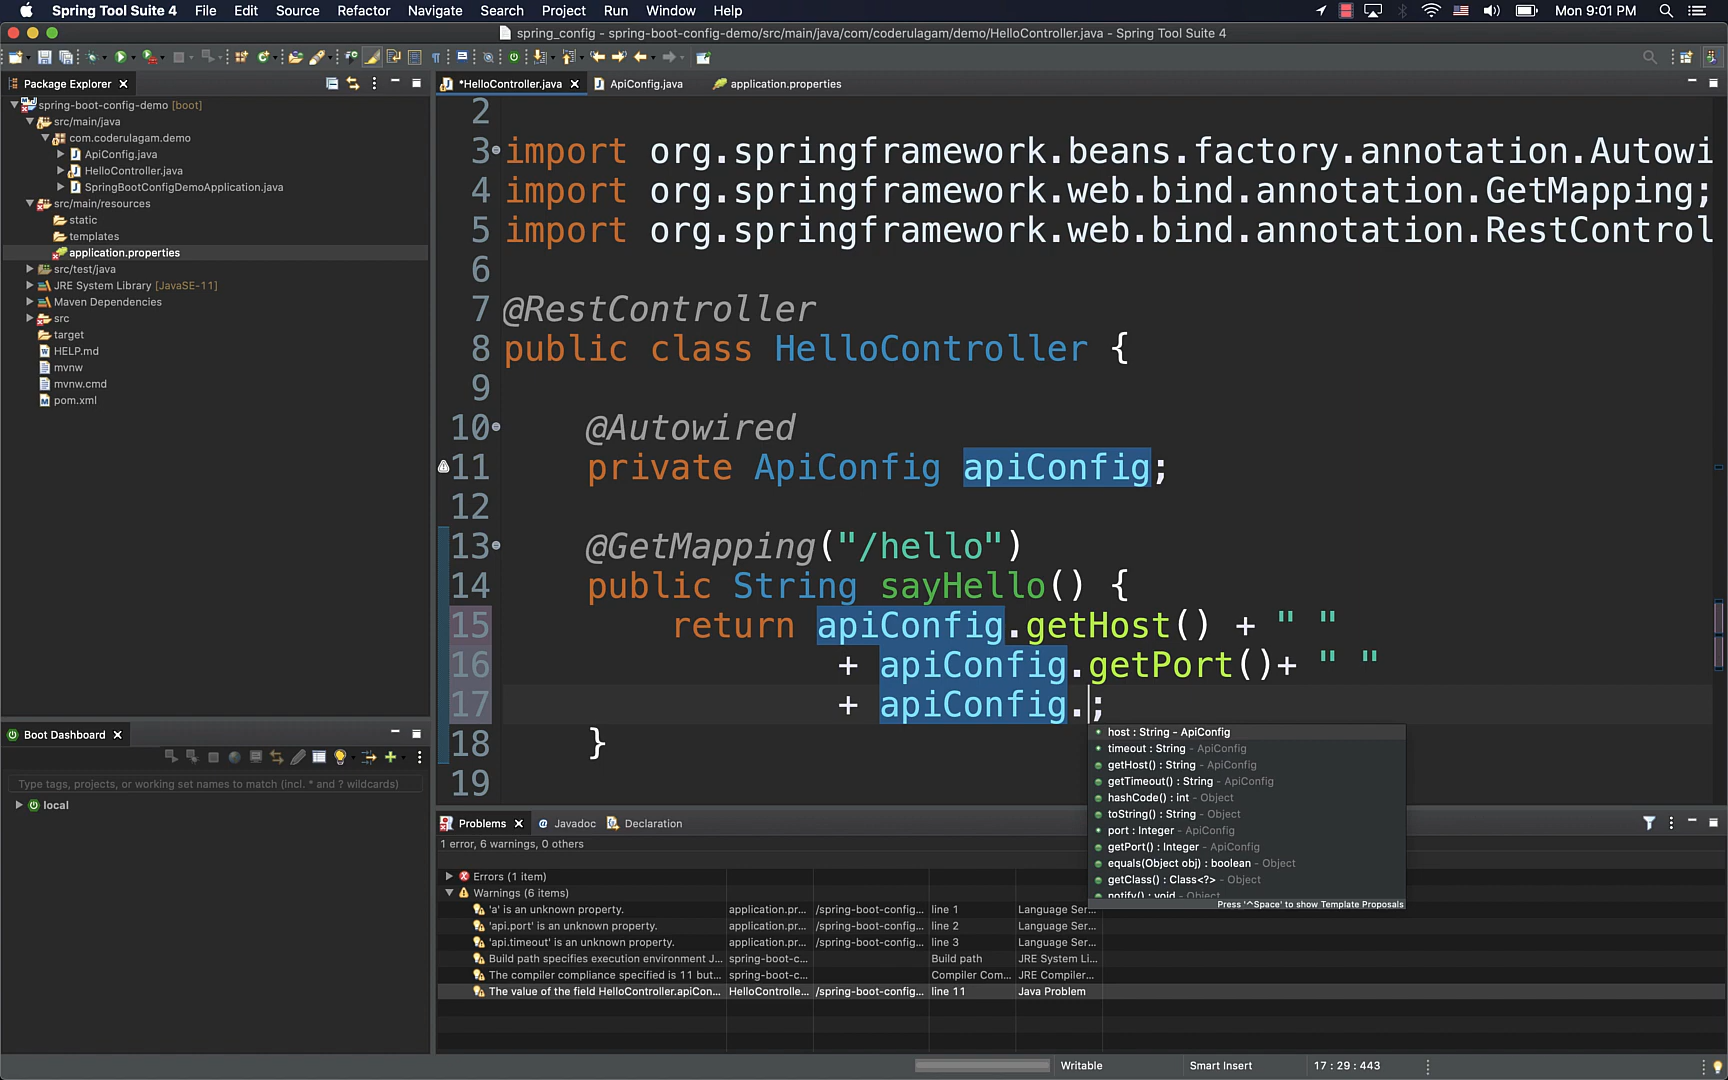 Spring Tool Suite 4 File Edit Source Refactor Navigate Search Project Run Window Help Mon 9:01 PM
spring_config - spring-boot-config-demo/src/main/java/com/coderulagam/demo/HelloController.java - Spring Tool Suite 4
Package Explorer
spring-boot-config-demo [boot]
src/main/java
com.coderulagam.demo
ApiConfig.java
HelloController.java
SpringBootConfigDemoApplication.java
src/main/resources
static
templates
application.properties
src/test/java
JRE System Library [JavaSE-11]
Maven Dependencies
src
target
HELP.md
mvnw
mvnw.cmd
pom.xml
Boot Dashboard
Type tags, projects, or working set names to match (incl. * and ? wildcards)
local
*HelloController.java ApiConfig.java application.properties
2
3 import org.springframework.beans.factory.annotation.Autowi
4 import org.springframework.web.bind.annotation.GetMapping;
5 import org.springframework.web.bind.annotation.RestControl
6
7 @RestController
8 public class HelloController {
9
10 @Autowired
11 private ApiConfig apiConfig;
12
13 @GetMapping("/hello")
14 public String sayHello() {
15 return apiConfig.getHost() + " "
16 + apiConfig.getPort()+ " "
17 + apiConfig.;
18 }
19
host : String - ApiConfig
timeout : String - ApiConfig
getHost() : String - ApiConfig
getTimeout() : String - ApiConfig
hashCode() : int - Object
toString() : String - Object
port : Integer - ApiConfig
getPort() : Integer - ApiConfig
equals(Object obj) : boolean - Object
getClass() : Class<?> - Object
notify() : void - Object
Press '^Space' to show Template Proposals
Problems @ Javadoc Declaration
1 error, 6 warnings, 0 others
Errors (1 item)
Warnings (6 items)
'a' is an unknown property. application.pr... /spring-boot-config... line 1 Language Ser...
'api.port' is an unknown property. application.pr... /spring-boot-config... line 2 Language Ser...
'api.timeout' is an unknown property. application.pr... /spring-boot-config... line 3 Language Ser...
Build path specifies execution environment J... spring-boot-c... Build path JRE System Li...
The compiler compliance specified is 11 but... spring-boot-c... Compiler Com... JRE Compiler...
The value of the field HelloController.apiCon... HelloControlle... /spring-boot-config... line 11 Java Problem
Writable Smart Insert 17 : 29 : 443